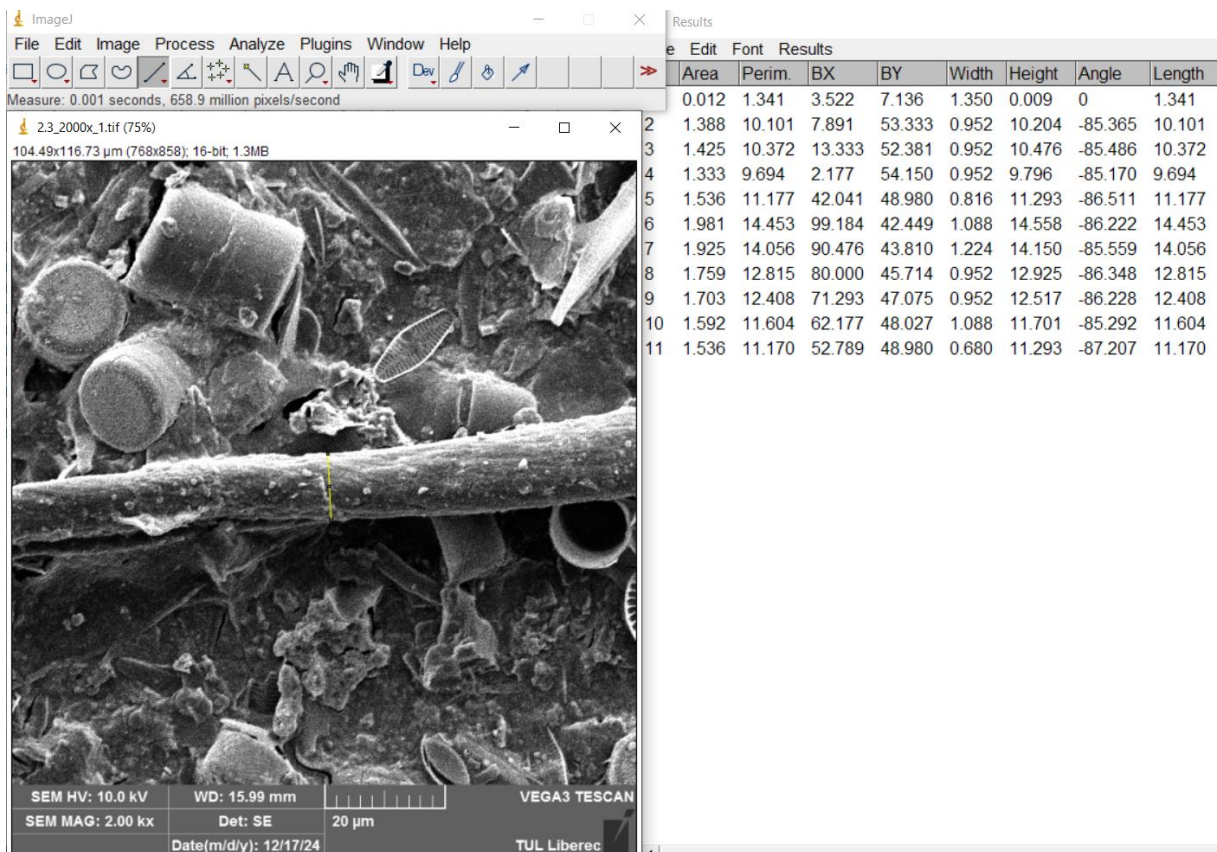 ImageJ
File Edit Image Process Analyze Plugins Window Help
Dev
Measure: 0.001 seconds, 658.9 million pixels/second
2.3_2000x_1.tif (75%)
104.49x116.73 µm (768x858); 16-bit; 1.3MB
SEM HV: 10.0 kV WD: 15.99 mm VEGA3 TESCAN
SEM MAG: 2.00 kx Det: SE 20 µm
Date(m/d/y): 12/17/24 TUL Liberec
Results
e Edit Font Results
Area Perim. BX BY Width Height Angle Length
0.012 1.341 3.522 7.136 1.350 0.009 0 1.341
2 1.388 10.101 7.891 53.333 0.952 10.204 -85.365 10.101
3 1.425 10.372 13.333 52.381 0.952 10.476 -85.486 10.372
4 1.333 9.694 2.177 54.150 0.952 9.796 -85.170 9.694
5 1.536 11.177 42.041 48.980 0.816 11.293 -86.511 11.177
6 1.981 14.453 99.184 42.449 1.088 14.558 -86.222 14.453
7 1.925 14.056 90.476 43.810 1.224 14.150 -85.559 14.056
8 1.759 12.815 80.000 45.714 0.952 12.925 -86.348 12.815
9 1.703 12.408 71.293 47.075 0.952 12.517 -86.228 12.408
10 1.592 11.604 62.177 48.027 1.088 11.701 -85.292 11.604
11 1.536 11.170 52.789 48.980 0.680 11.293 -87.207 11.170